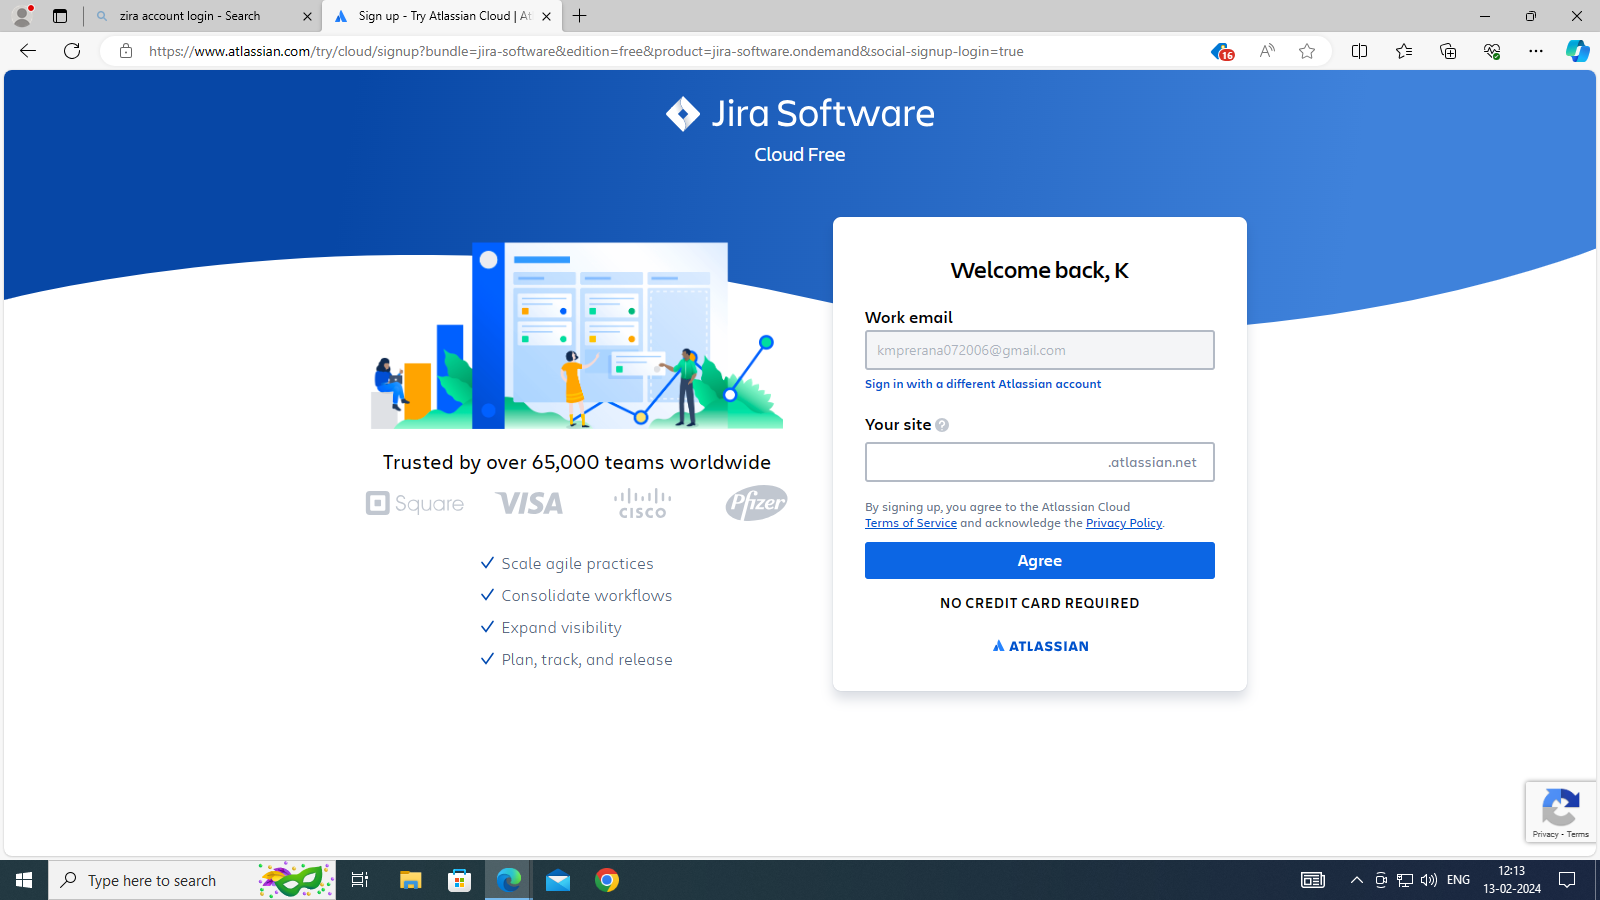 zira account login - Search
Sign up - Try Atlassian Cloud | At
https://www.atlassian.com/try/cloud/signup?bundle=jira-software&edition=free&product=jira-software.ondemand&social-signup-login=true
16
Jira Software
Cloud Free
Welcome back, K
Work email
kmprerana072006@gmail.com
Sign in with a different Atlassian account
Your site ?
.atlassian.net
By signing up, you agree to the Atlassian Cloud
Terms of Service and acknowledge the Privacy Policy.
Agree
NO CREDIT CARD REQUIRED
ATLASSIAN
Trusted by over 65,000 teams worldwide
Square VISA CISCO Pfizer
Scale agile practices
Consolidate workflows
Expand visibility
Plan, track, and release
Privacy - Terms
Type here to search
ENG
12:13
13-02-2024